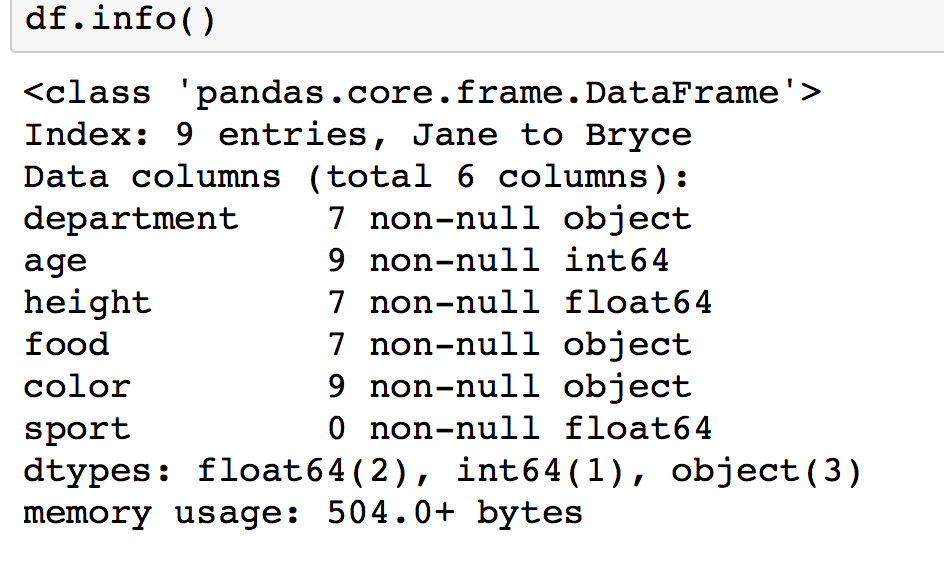 df.info()
<class 'pandas.core.frame.DataFrame'>
Index: 9 entries, Jane to Bryce
Data columns (total 6 columns):
department    7 non-null object
age           9 non-null int64
height        7 non-null float64
food          7 non-null object
color         9 non-null object
sport         0 non-null float64
dtypes: float64(2), int64(1), object(3)
memory usage: 504.0+ bytes